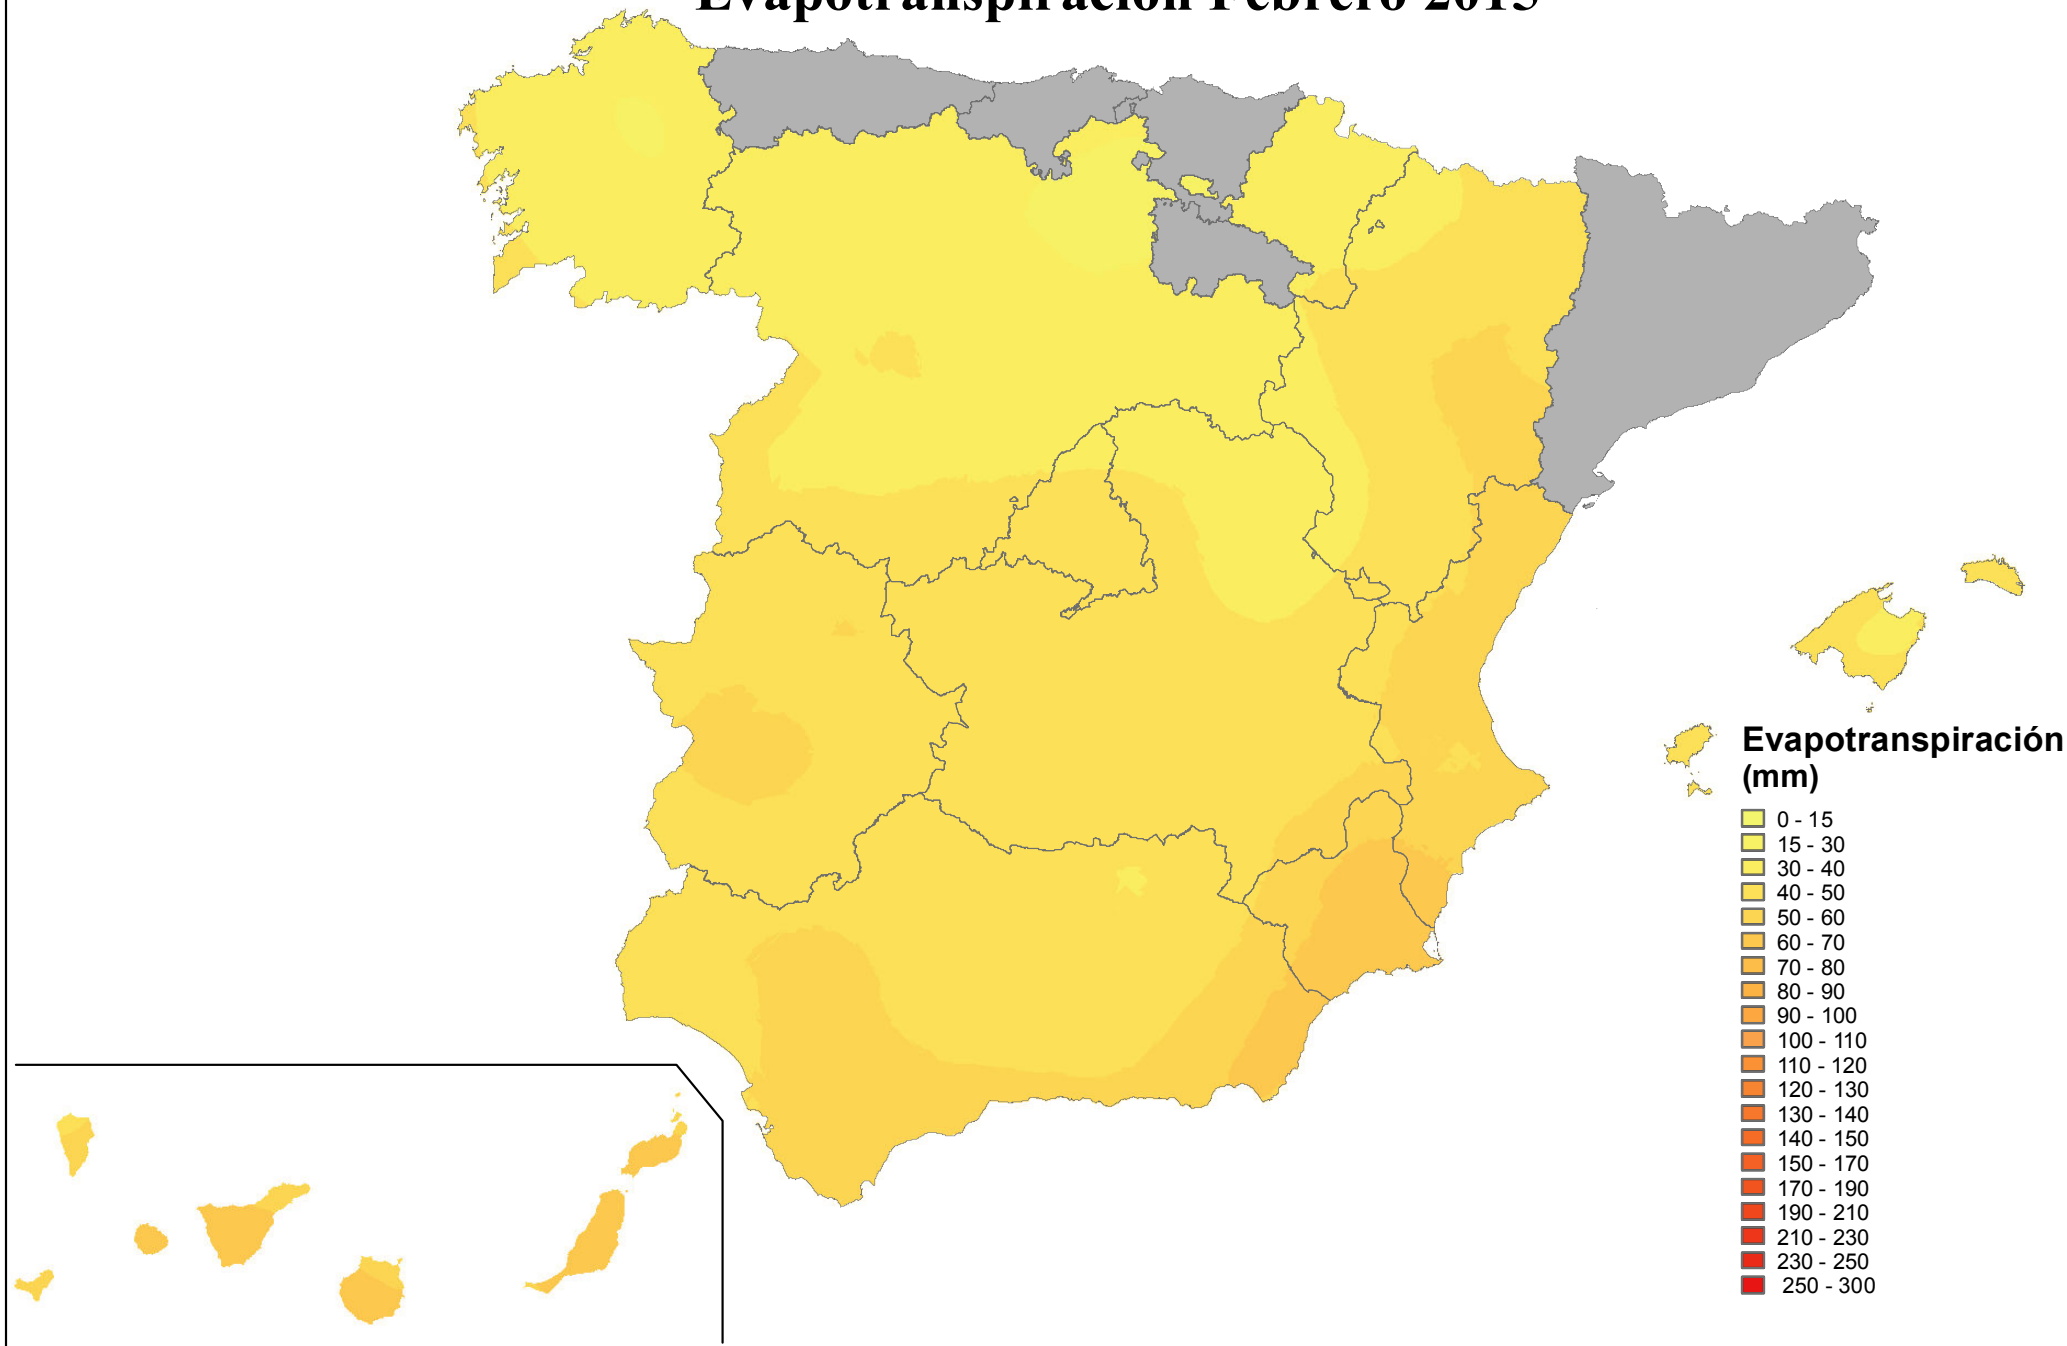 Evapotranspiración Febrero 2015
Evapotranspiración
(mm)
0 - 15
15 - 30
30 - 40
40 - 50
50 - 60
60 - 70
70 - 80
80 - 90
90 - 100
100 - 110
110 - 120
120 - 130
130 - 140
140 - 150
150 - 170
170 - 190
190 - 210
210 - 230
230 - 250
250 - 300